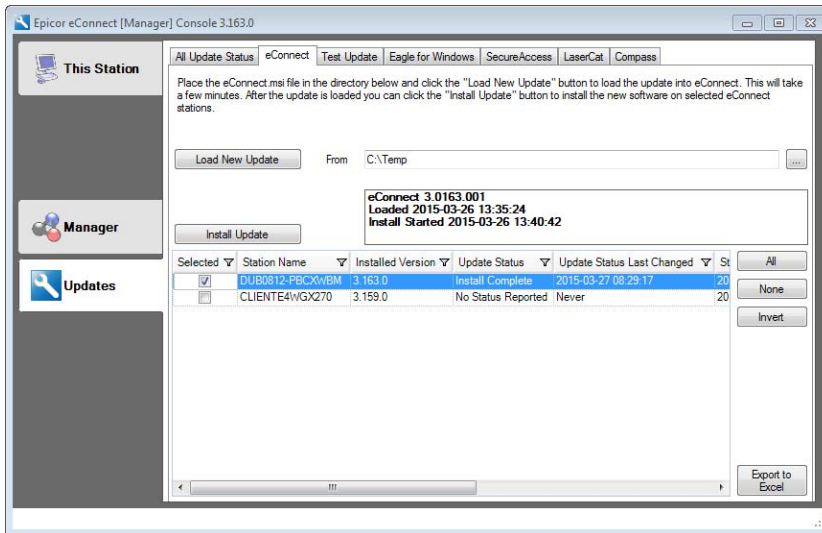 Epicor eConnect [Manager] Console 3.163.0
This Station
Manager
Updates
All Update Status eConnect Test Update Eagle for Windows SecureAccess LaserCat Compass
Place the eConnect.msi file in the directory below and click the "Load New Update" button to load the update into eConnect. This will take
a few minutes. After the update is loaded you can click the "Install Update" button to install the new software on selected eConnect
stations.
Load New Update From C:\Temp ...
eConnect 3.0163.001
Loaded 2015-03-26 13:35:24
Install Started 2015-03-26 13:40:42
Install Update
Selected Station Name Installed Version Update Status Update Status Last Changed St
DUB0812-PBCXWBM 3.163.0 Install Complete 2015-03-27 08:29:17 20
CLIENTE4WGX270 3.159.0 No Status Reported Never 20
All
None
Invert
Export to
Excel